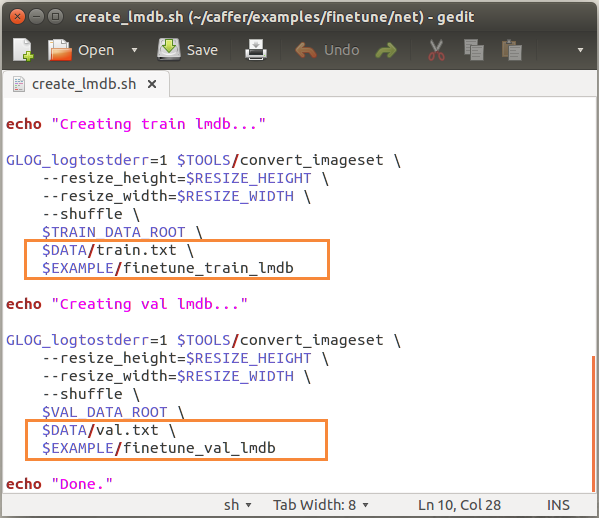 create_lmdb.sh (~/caffer/examples/finetune/net) - gedit
Open Save Undo
create_lmdb.sh ×
echo "Creating train lmdb..."
GLOG_logtostderr=1 $TOOLS/convert_imageset \
--resize_height=$RESIZE_HEIGHT \
--resize_width=$RESIZE_WIDTH \
--shuffle \
$TRAIN_DATA_ROOT \
$DATA/train.txt \
$EXAMPLE/finetune_train_lmdb
echo "Creating val lmdb..."
GLOG_logtostderr=1 $TOOLS/convert_imageset \
--resize_height=$RESIZE_HEIGHT \
--resize_width=$RESIZE_WIDTH \
--shuffle \
$VAL_DATA_ROOT \
$DATA/val.txt \
$EXAMPLE/finetune_val_lmdb
echo "Done."
sh Tab Width: 8 Ln 10, Col 28 INS